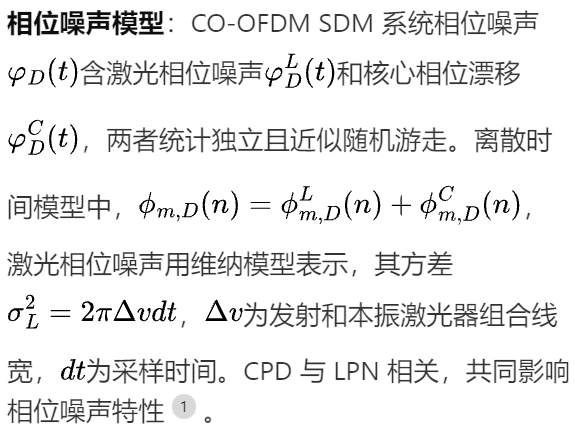 相位噪声模型：CO-OFDM SDM 系统相位噪声
φ_D(t)含激光相位噪声φ_D^L(t)和核心相位漂移
φ_D^C(t)，两者统计独立且近似随机游走。离散时
间模型中，ϕ_{m,D}(n) = ϕ_{m,D}^L(n) + ϕ_{m,D}^C(n)，
激光相位噪声用维纳模型表示，其方差
σ_L^2 = 2πΔvdt，Δv为发射和本振激光器组合线
宽，dt为采样时间。CPD 与 LPN 相关，共同影响
相位噪声特性 1 。